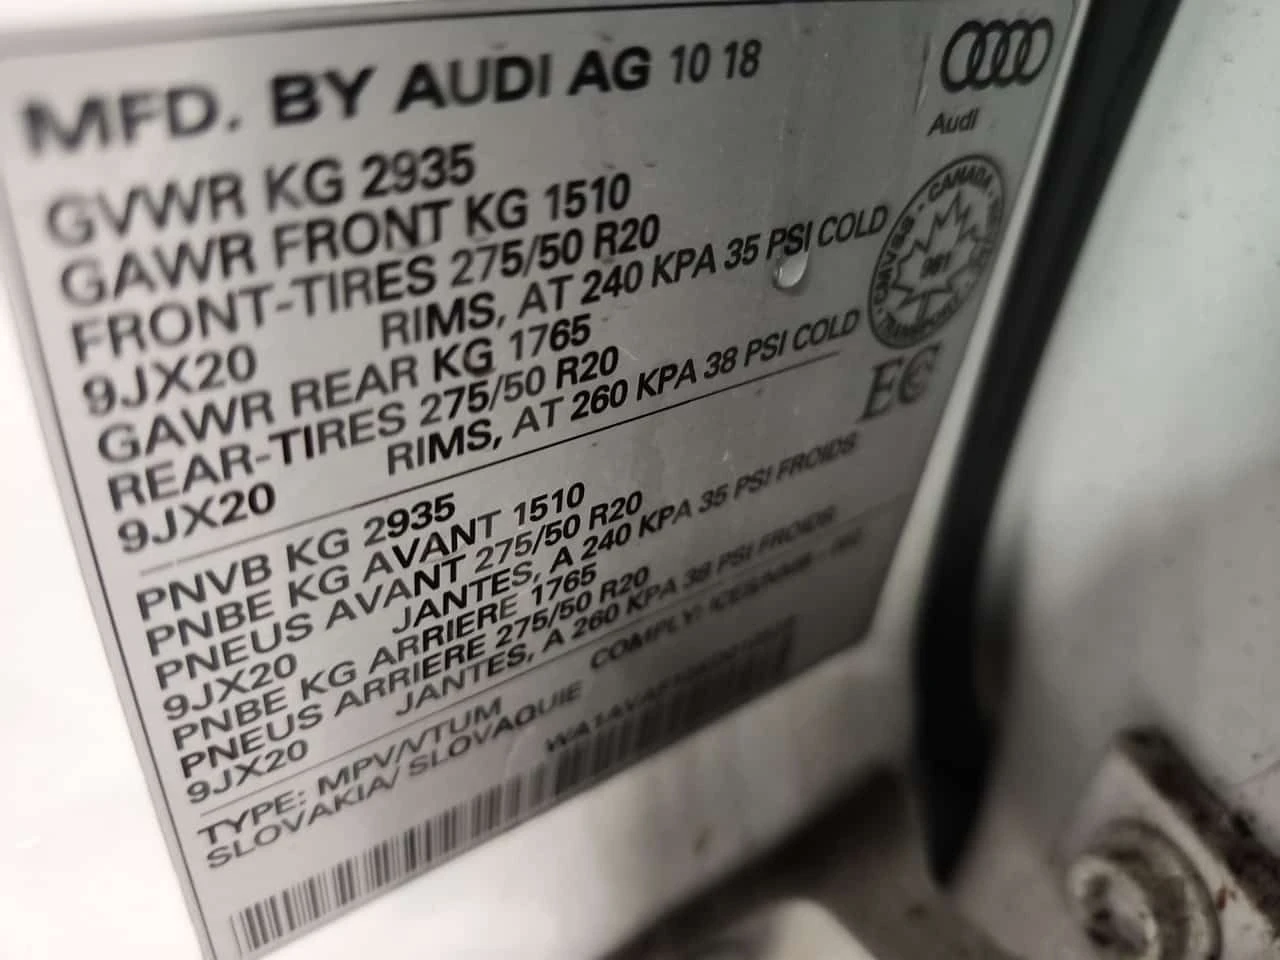 MFD. BY AUDI AG 10 18
Audi
GVWR KG 2935
GAWR FRONT KG 1510
FRONT-TIRES 275/50 R20
9JX20 RIMS, AT 240 KPA 35 PSI COLD
GAWR REAR KG 1765
REAR-TIRES 275/50 R20
9JX20 RIMS, AT 260 KPA 38 PSI COLD
CANADA
TRANSPORT
EC
PNVB KG 2935
PNBE KG AVANT 1510
PNEUS AVANT 275/50 R20
9JX20 JANTES, A 240 KPA 35 PSI FROIDS
PNBE KG ARRIERE 1765
PNEUS ARRIERE 275/50 R20
9JX20 JANTES, A 260 KPA 38 PSI FROIDS
TYPE: MPV/VTUM COMPLY:
SLOVAKIA/ SLOVAQUIE